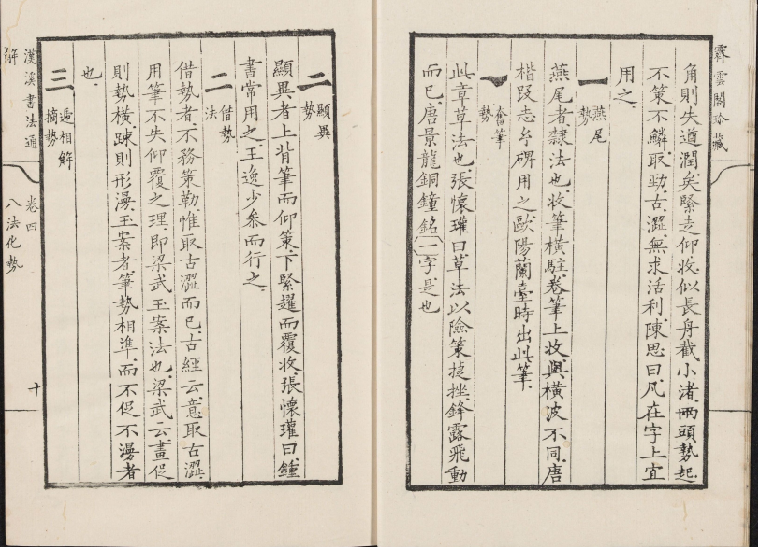 霽雲閣珍藏
角則失道潤矣緊走仰收似長舟截小渚兩頭勢起
不策不鱗取勁古澀無求活利陳思曰凡在字上宜
用之
一燕尾勢
燕尾者隸法也收筆橫駐卷筆上收與橫波不同唐
楷段志玄碑用之歐陽蘭臺時出此筆
奮筆勢
此章草法也張懷瓘曰草法以險策捷挫鋒露飛動
而已唐景龍銅鐘銘一字是也
二顯異勢
顯異者上背筆而仰策下緊趯而覆收張懷瓘曰鍾
書常用之王逸少參而行之
二借勢法
借勢者不務策勒惟取古澀而已古經云意取古澀
用筆不失仰覆之理即梁武玉案法也梁武云畫促
則勢橫踈則形漫玉案者筆勢相準而不促不漫者
也
三遞相解摘勢
漢溪書法通解
卷四
八法化勢
十